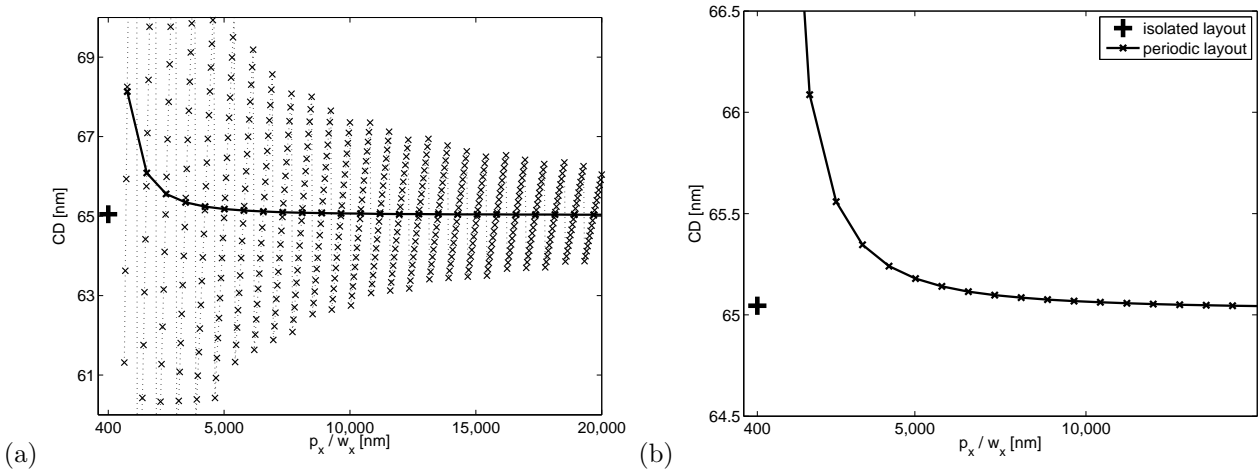 69
67
65
63
61
CD [nm]
400
5,000
10,000
15,000
20,000
p_x / w_x [nm]
(a)
66.5
66
65.5
65
64.5
CD [nm]
isolated layout
periodic layout
400
5,000
10,000
p_x / w_x [nm]
(b)